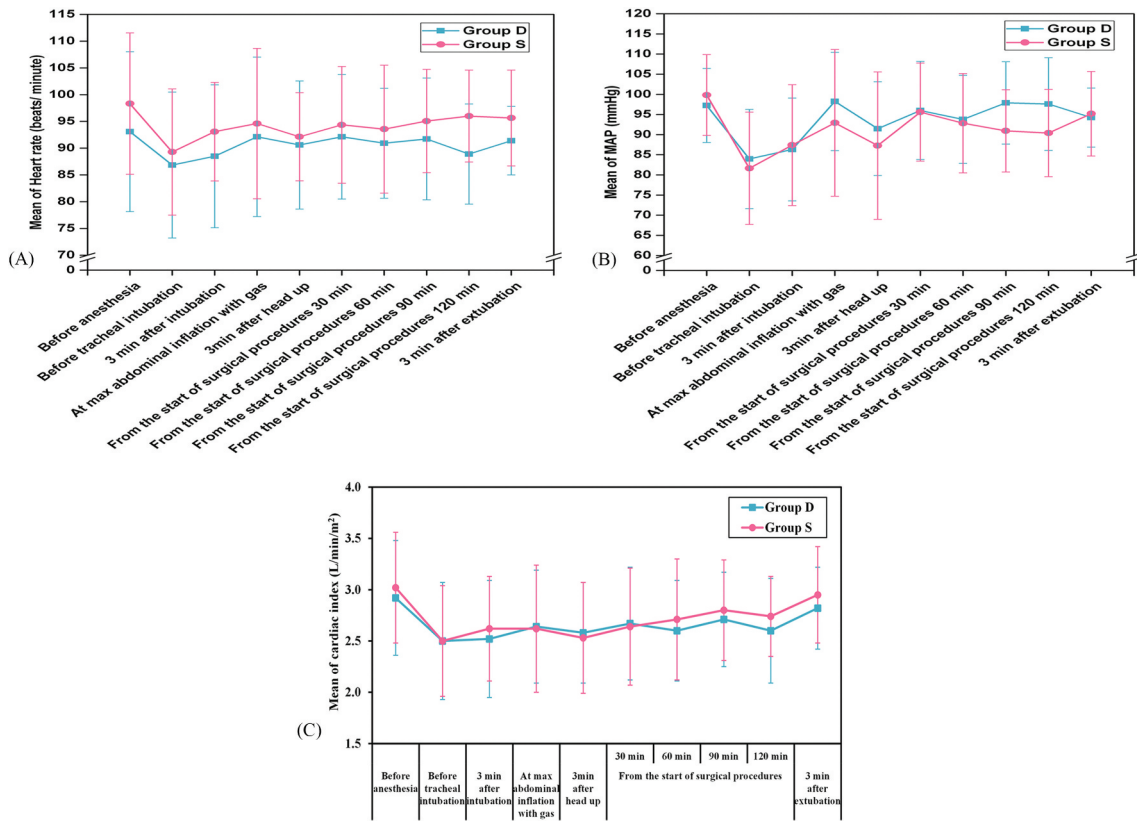 115
110
105
100
95
90
85
80
75
70
0
Mean of Heart rate (beats/ minute)
Group D
Group S
(A)
Before anesthesia
Before tracheal intubation
3 min after intubation
At max abdominal inflation with gas
3min after head up
From the start of surgical procedures 30 min
From the start of surgical procedures 60 min
From the start of surgical procedures 90 min
From the start of surgical procedures 120 min
3 min after extubation
120
115
110
105
100
95
90
85
80
75
70
65
60
0
Mean of MAP (mmHg)
Group D
Group S
(B)
Before anesthesia
Before tracheal intubation
3 min after intubation
At max abdominal inflation with gas
3min after head up
From the start of surgical procedures 30 min
From the start of surgical procedures 60 min
From the start of surgical procedures 90 min
From the start of surgical procedures 120 min
3 min after extubation
4.0
3.5
3.0
2.5
2.0
1.5
Mean of cardiac index (L/min/m²)
Group D
Group S
(C)
Before
anesthesia
Before
tracheal
intubation
3 min
after
intubation
At max
abdominal
inflation
with gas
3min
after
head up
30 min
60 min
90 min
120 min
From the start of surgical procedures
3 min
after
extubation